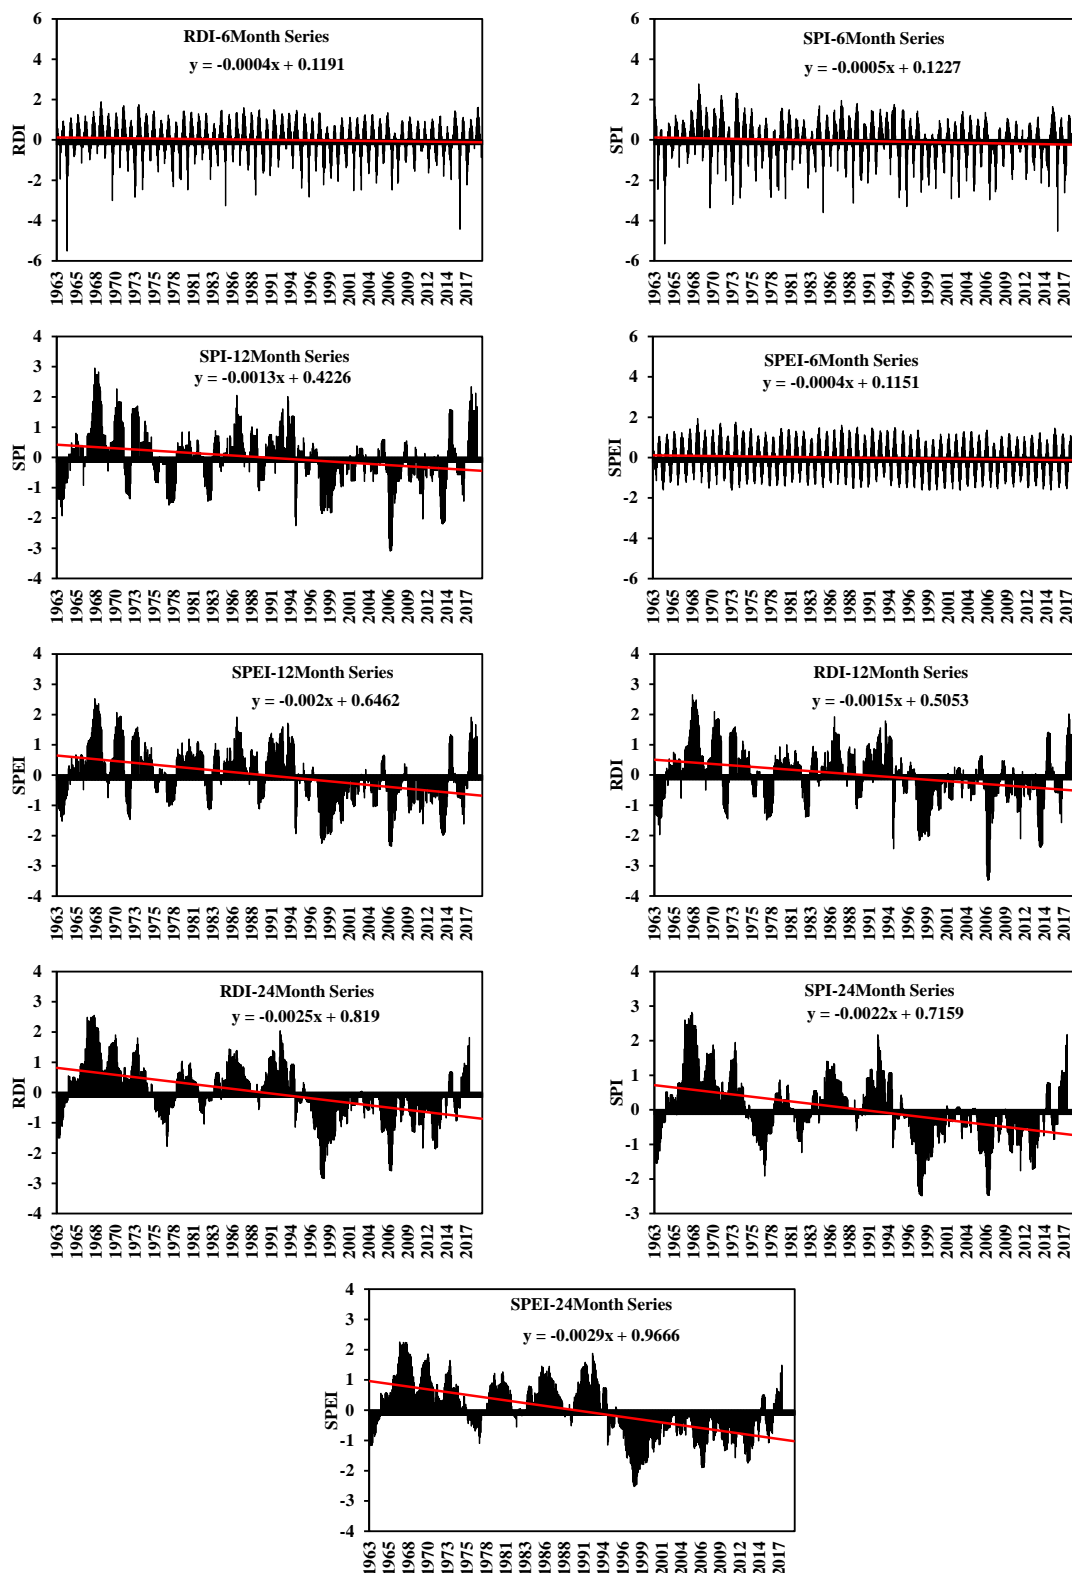 RDI-6Month Series
y = -0.0004x + 0.1191
6
4
2
0
-2
-4
-6
RDI
1963 1965 1968 1970 1973 1975 1978 1981 1983 1986 1988 1991 1994 1996 1999 2001 2004 2006 2009 2012 2014 2017
SPI-6Month Series
y = -0.0005x + 0.1227
6
4
2
0
-2
-4
-6
SPI
1963 1965 1968 1970 1973 1975 1978 1981 1983 1986 1988 1991 1994 1996 1999 2001 2004 2006 2009 2012 2014 2017
SPI-12Month Series
y = -0.0013x + 0.4226
4
3
2
1
0
-1
-2
-3
-4
SPI
1963 1965 1968 1970 1973 1975 1978 1981 1983 1986 1988 1991 1994 1996 1999 2001 2004 2006 2009 2012 2014 2017
SPEI-6Month Series
y = -0.0004x + 0.1151
6
4
2
0
-2
-4
-6
SPEI
1963 1965 1968 1970 1973 1975 1978 1981 1983 1986 1988 1991 1994 1996 1999 2001 2004 2006 2009 2012 2014 2017
SPEI-12Month Series
y = -0.002x + 0.6462
4
3
2
1
0
-1
-2
-3
-4
SPEI
1963 1965 1968 1970 1973 1975 1978 1981 1983 1986 1988 1991 1994 1996 1999 2001 2004 2006 2009 2012 2014 2017
RDI-12Month Series
y = -0.0015x + 0.5053
4
3
2
1
0
-1
-2
-3
-4
RDI
1963 1965 1968 1970 1973 1975 1978 1981 1983 1986 1988 1991 1994 1996 1999 2001 2004 2006 2009 2012 2014 2017
RDI-24Month Series
y = -0.0025x + 0.819
4
3
2
1
0
-1
-2
-3
-4
RDI
1963 1965 1968 1970 1973 1975 1978 1981 1983 1986 1988 1991 1994 1996 1999 2001 2004 2006 2009 2012 2014 2017
SPI-24Month Series
y = -0.0022x + 0.7159
4
3
2
1
0
-1
-2
-3
SPI
1963 1965 1968 1970 1973 1975 1978 1981 1983 1986 1988 1991 1994 1996 1999 2001 2004 2006 2009 2012 2014 2017
SPEI-24Month Series
y = -0.0029x + 0.9666
4
3
2
1
0
-1
-2
-3
-4
SPEI
1963 1965 1968 1970 1973 1975 1978 1981 1983 1986 1988 1991 1994 1996 1999 2001 2004 2006 2009 2012 2014 2017